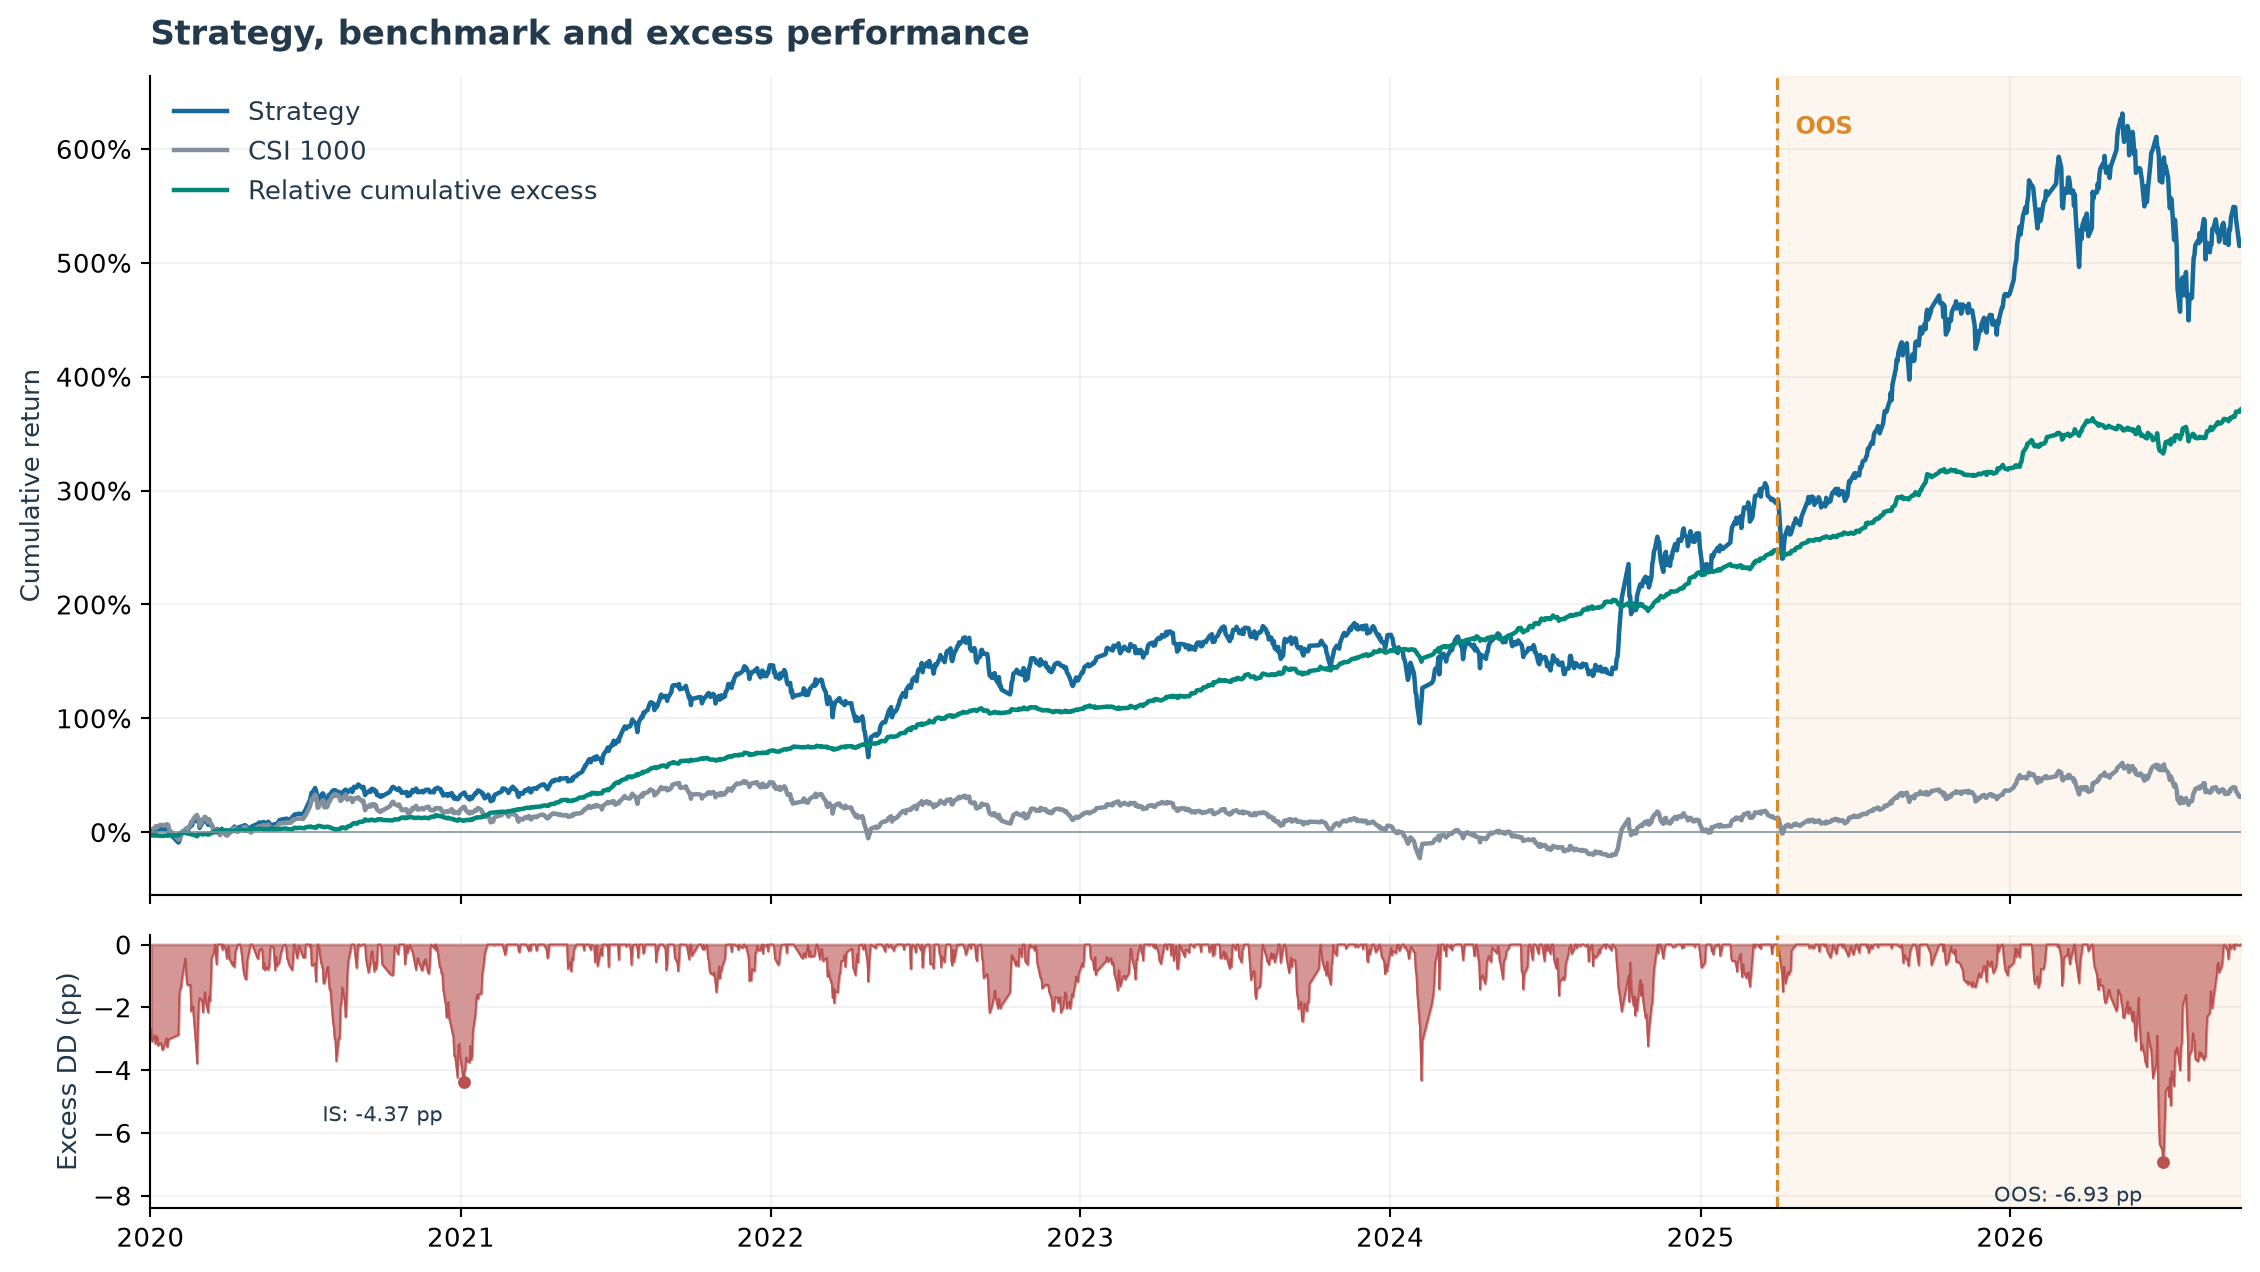 Strategy, benchmark and excess performance
Strategy
CSI 1000
Relative cumulative excess
OOS
Cumulative return
600%
500%
400%
300%
200%
100%
0%
Excess DD (pp)
0
−2
−4
−6
−8
IS: -4.37 pp
OOS: -6.93 pp
2020
2021
2022
2023
2024
2025
2026